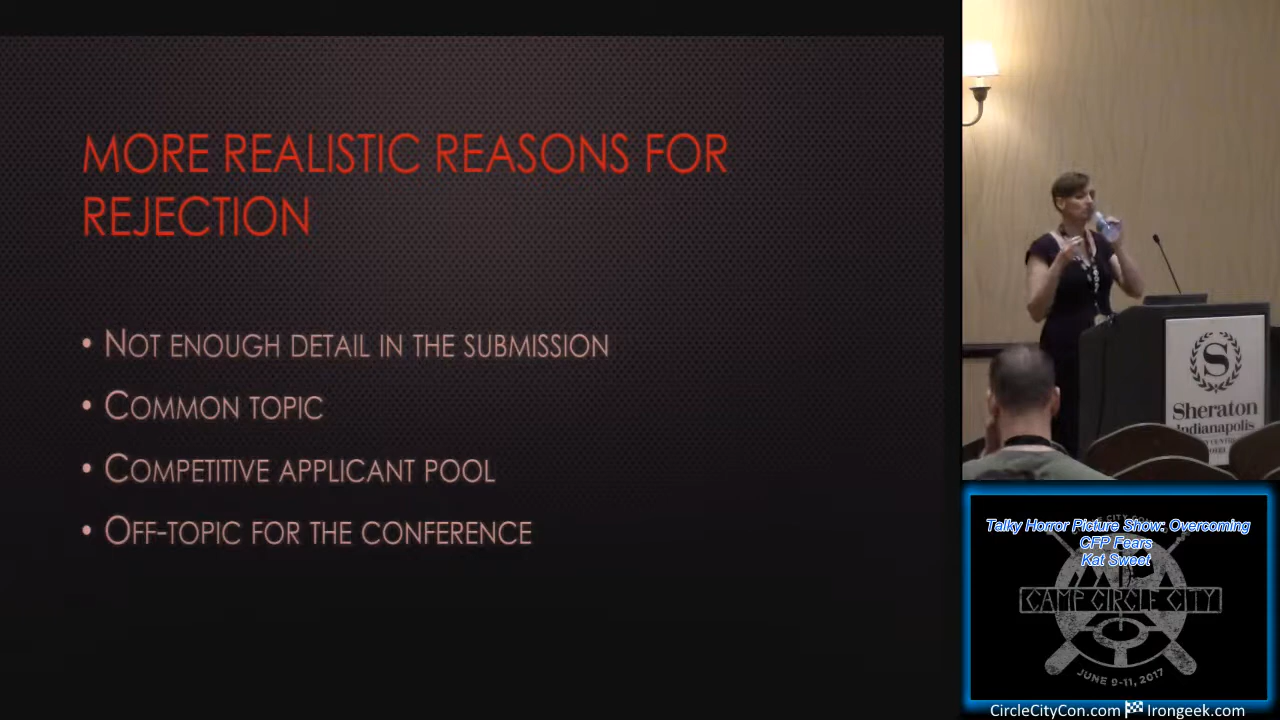 MORE REALISTIC REASONS FOR
REJECTION
• NOT ENOUGH DETAIL IN THE SUBMISSION
• COMMON TOPIC
• COMPETITIVE APPLICANT POOL
• OFF-TOPIC FOR THE CONFERENCE
S
Sheraton
Indianapolis
Talky Horror Picture Show: Overcoming
CFP Fears
Kat Sweet
CAMP CIRCLE CITY
JUNE 9-11, 2017
CircleCityCon.com Irongeek.com